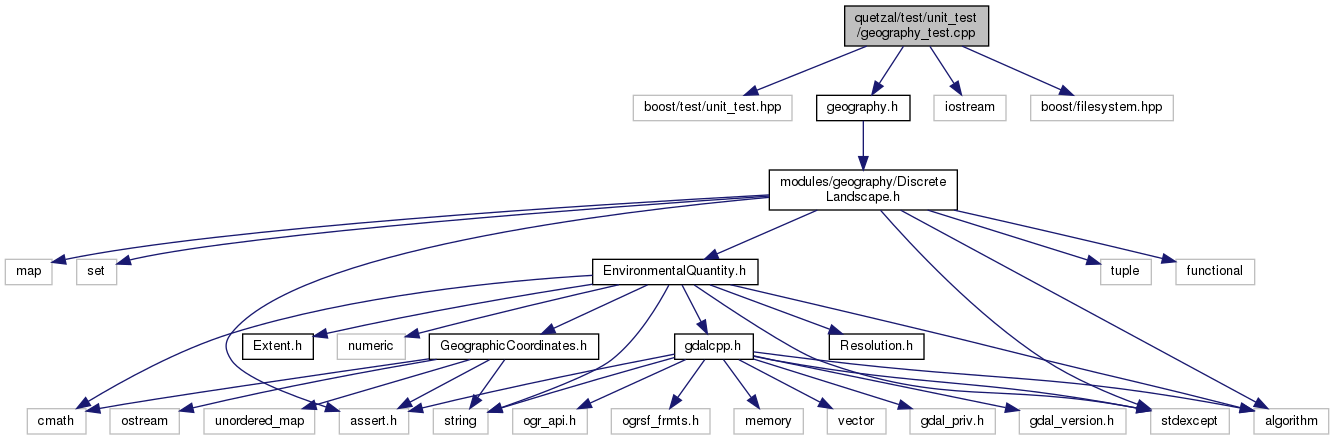 quetzal/test/unit_test
/geography_test.cpp
boost/test/unit_test.hpp
geography.h
iostream
boost/filesystem.hpp
modules/geography/Discrete
Landscape.h
map
set
EnvironmentalQuantity.h
tuple
functional
Extent.h
numeric
GeographicCoordinates.h
gdalcpp.h
Resolution.h
cmath
ostream
unordered_map
assert.h
string
ogr_api.h
ogrsf_frmts.h
memory
vector
gdal_priv.h
gdal_version.h
stdexcept
algorithm